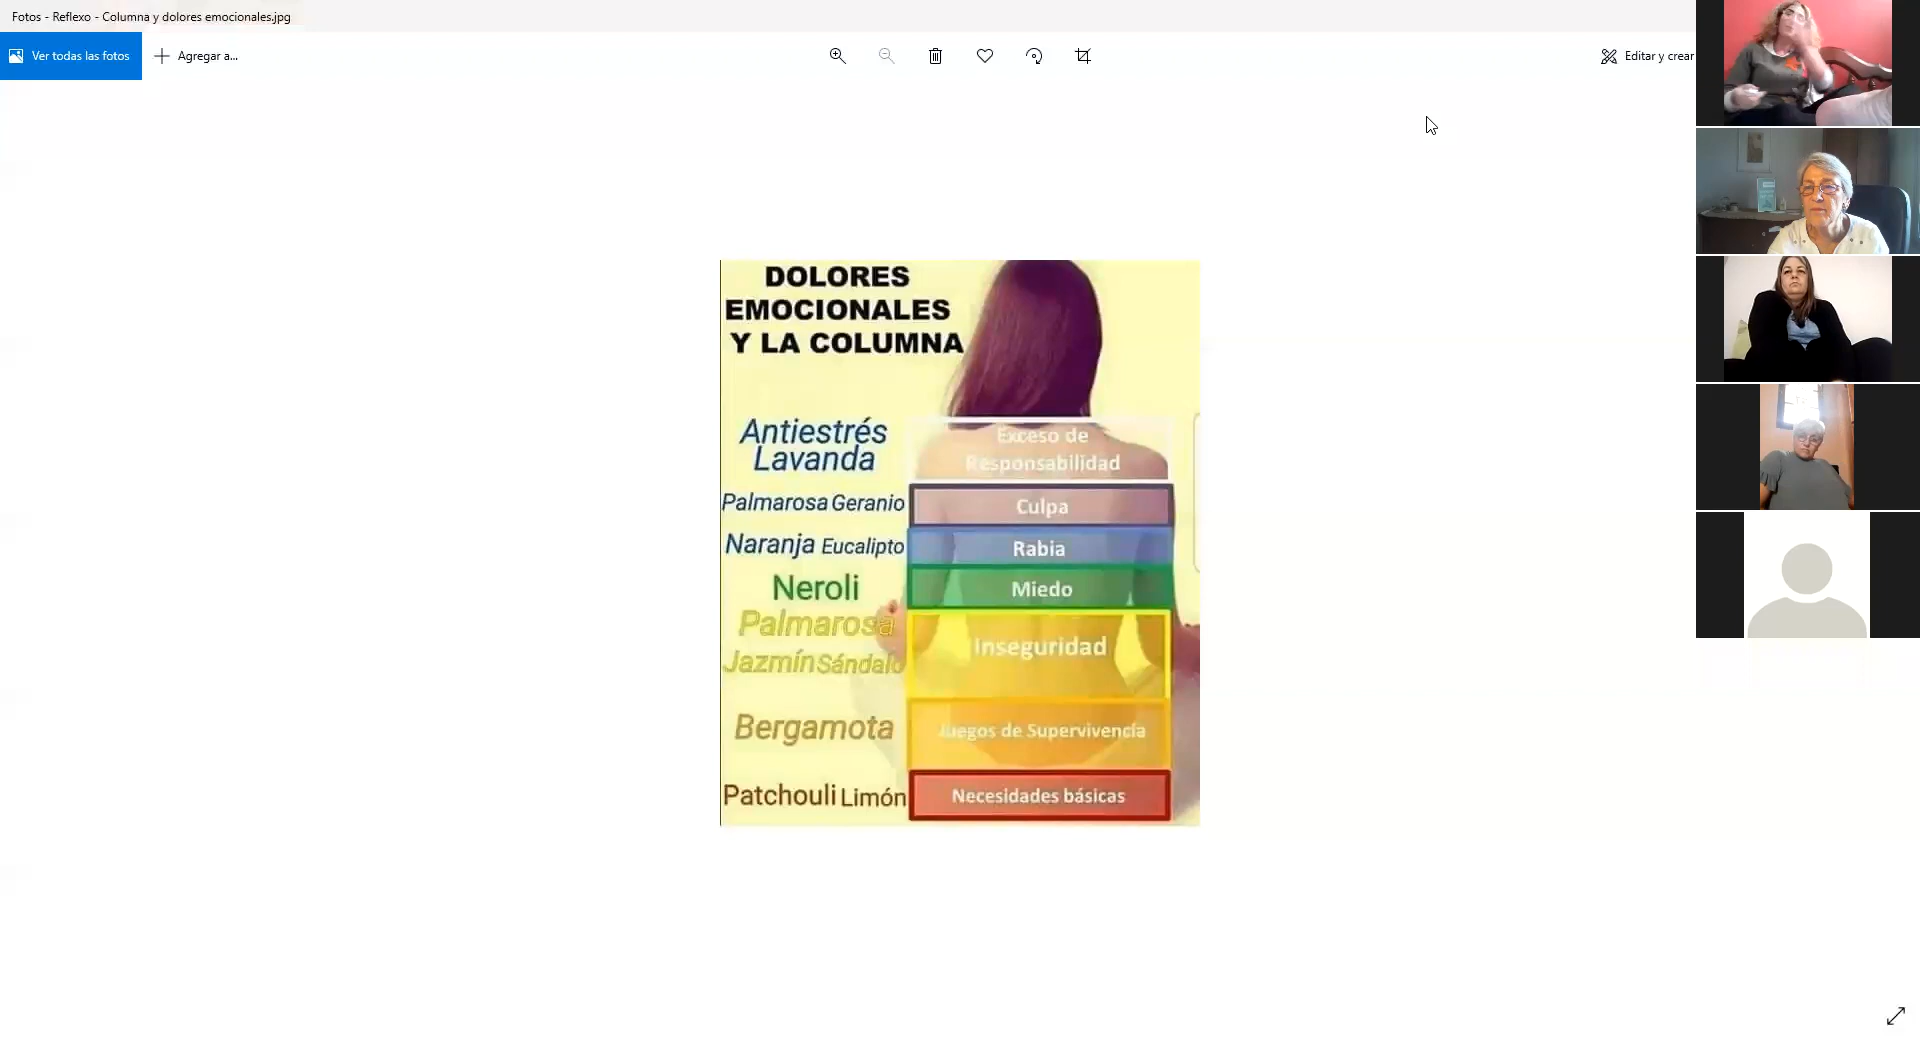 Fotos - Reflexo - Columna y dolores emocionales.jpg
Ver todas las fotos
Agregar a...
Editar y crear
DOLORES
EMOCIONALES
Y LA COLUMNA
Antiestrés
Lavanda
Exceso de
Responsabilidad
Palmarosa Geranio
Culpa
Naranja Eucalipto
Rabia
Neroli
Miedo
Palmarosa
Jazmín Sándalo
Inseguridad
Bergamota
Juegos de Supervivencia
Patchouli Limón
Necesidades básicas